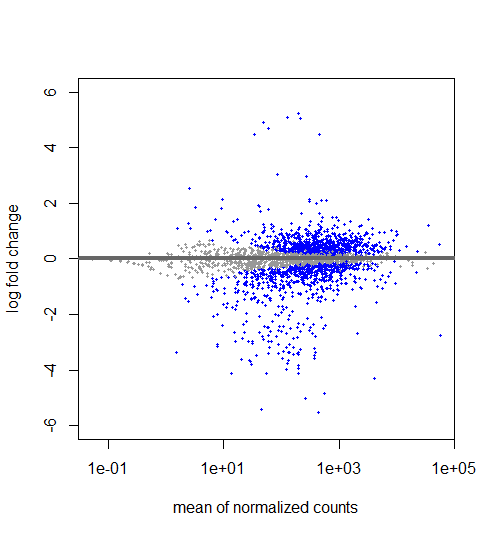 6
4
2
0
-2
-4
-6
log fold change
1e-01
1e+01
1e+03
1e+05
mean of normalized counts